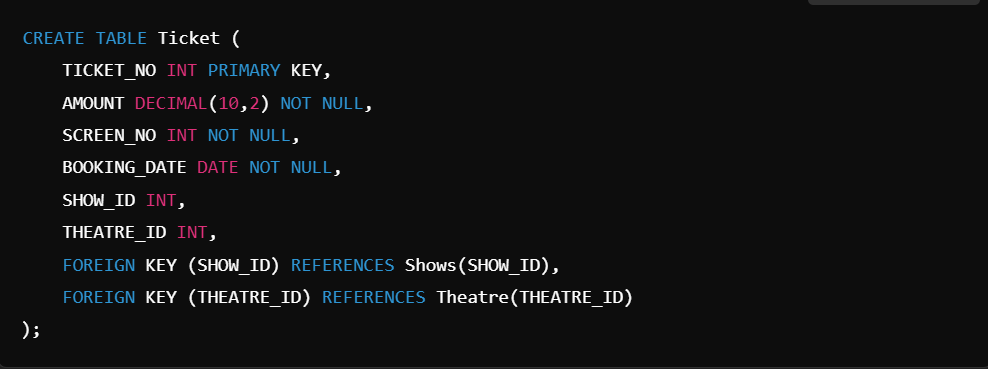 CREATE TABLE Ticket (
    TICKET_NO INT PRIMARY KEY,
    AMOUNT DECIMAL(10,2) NOT NULL,
    SCREEN_NO INT NOT NULL,
    BOOKING_DATE DATE NOT NULL,
    SHOW_ID INT,
    THEATRE_ID INT,
    FOREIGN KEY (SHOW_ID) REFERENCES Shows(SHOW_ID),
    FOREIGN KEY (THEATRE_ID) REFERENCES Theatre(THEATRE_ID)
);